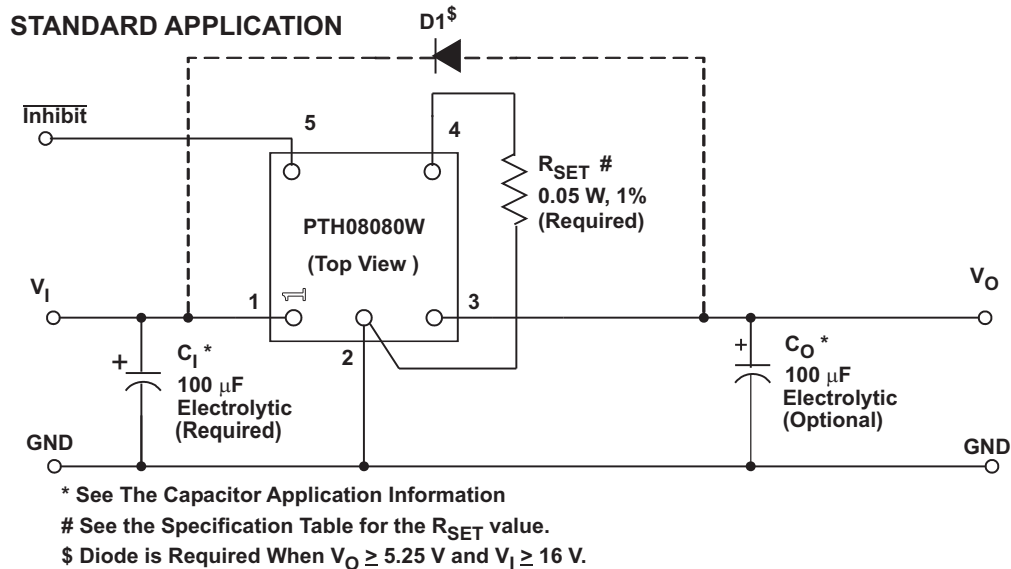 STANDARD APPLICATION
D1$
Inhibit
5
4
RSET #
0.05 W, 1%
(Required)
PTH08080W
(Top View )
VI
1
1
3
VO
2
+
CI *
100 μF
Electrolytic
(Required)
+
CO *
100 μF
Electrolytic
(Optional)
GND
GND
* See The Capacitor Application Information
# See the Specification Table for the RSET value.
$ Diode is Required When VO ≥ 5.25 V and VI ≥ 16 V.